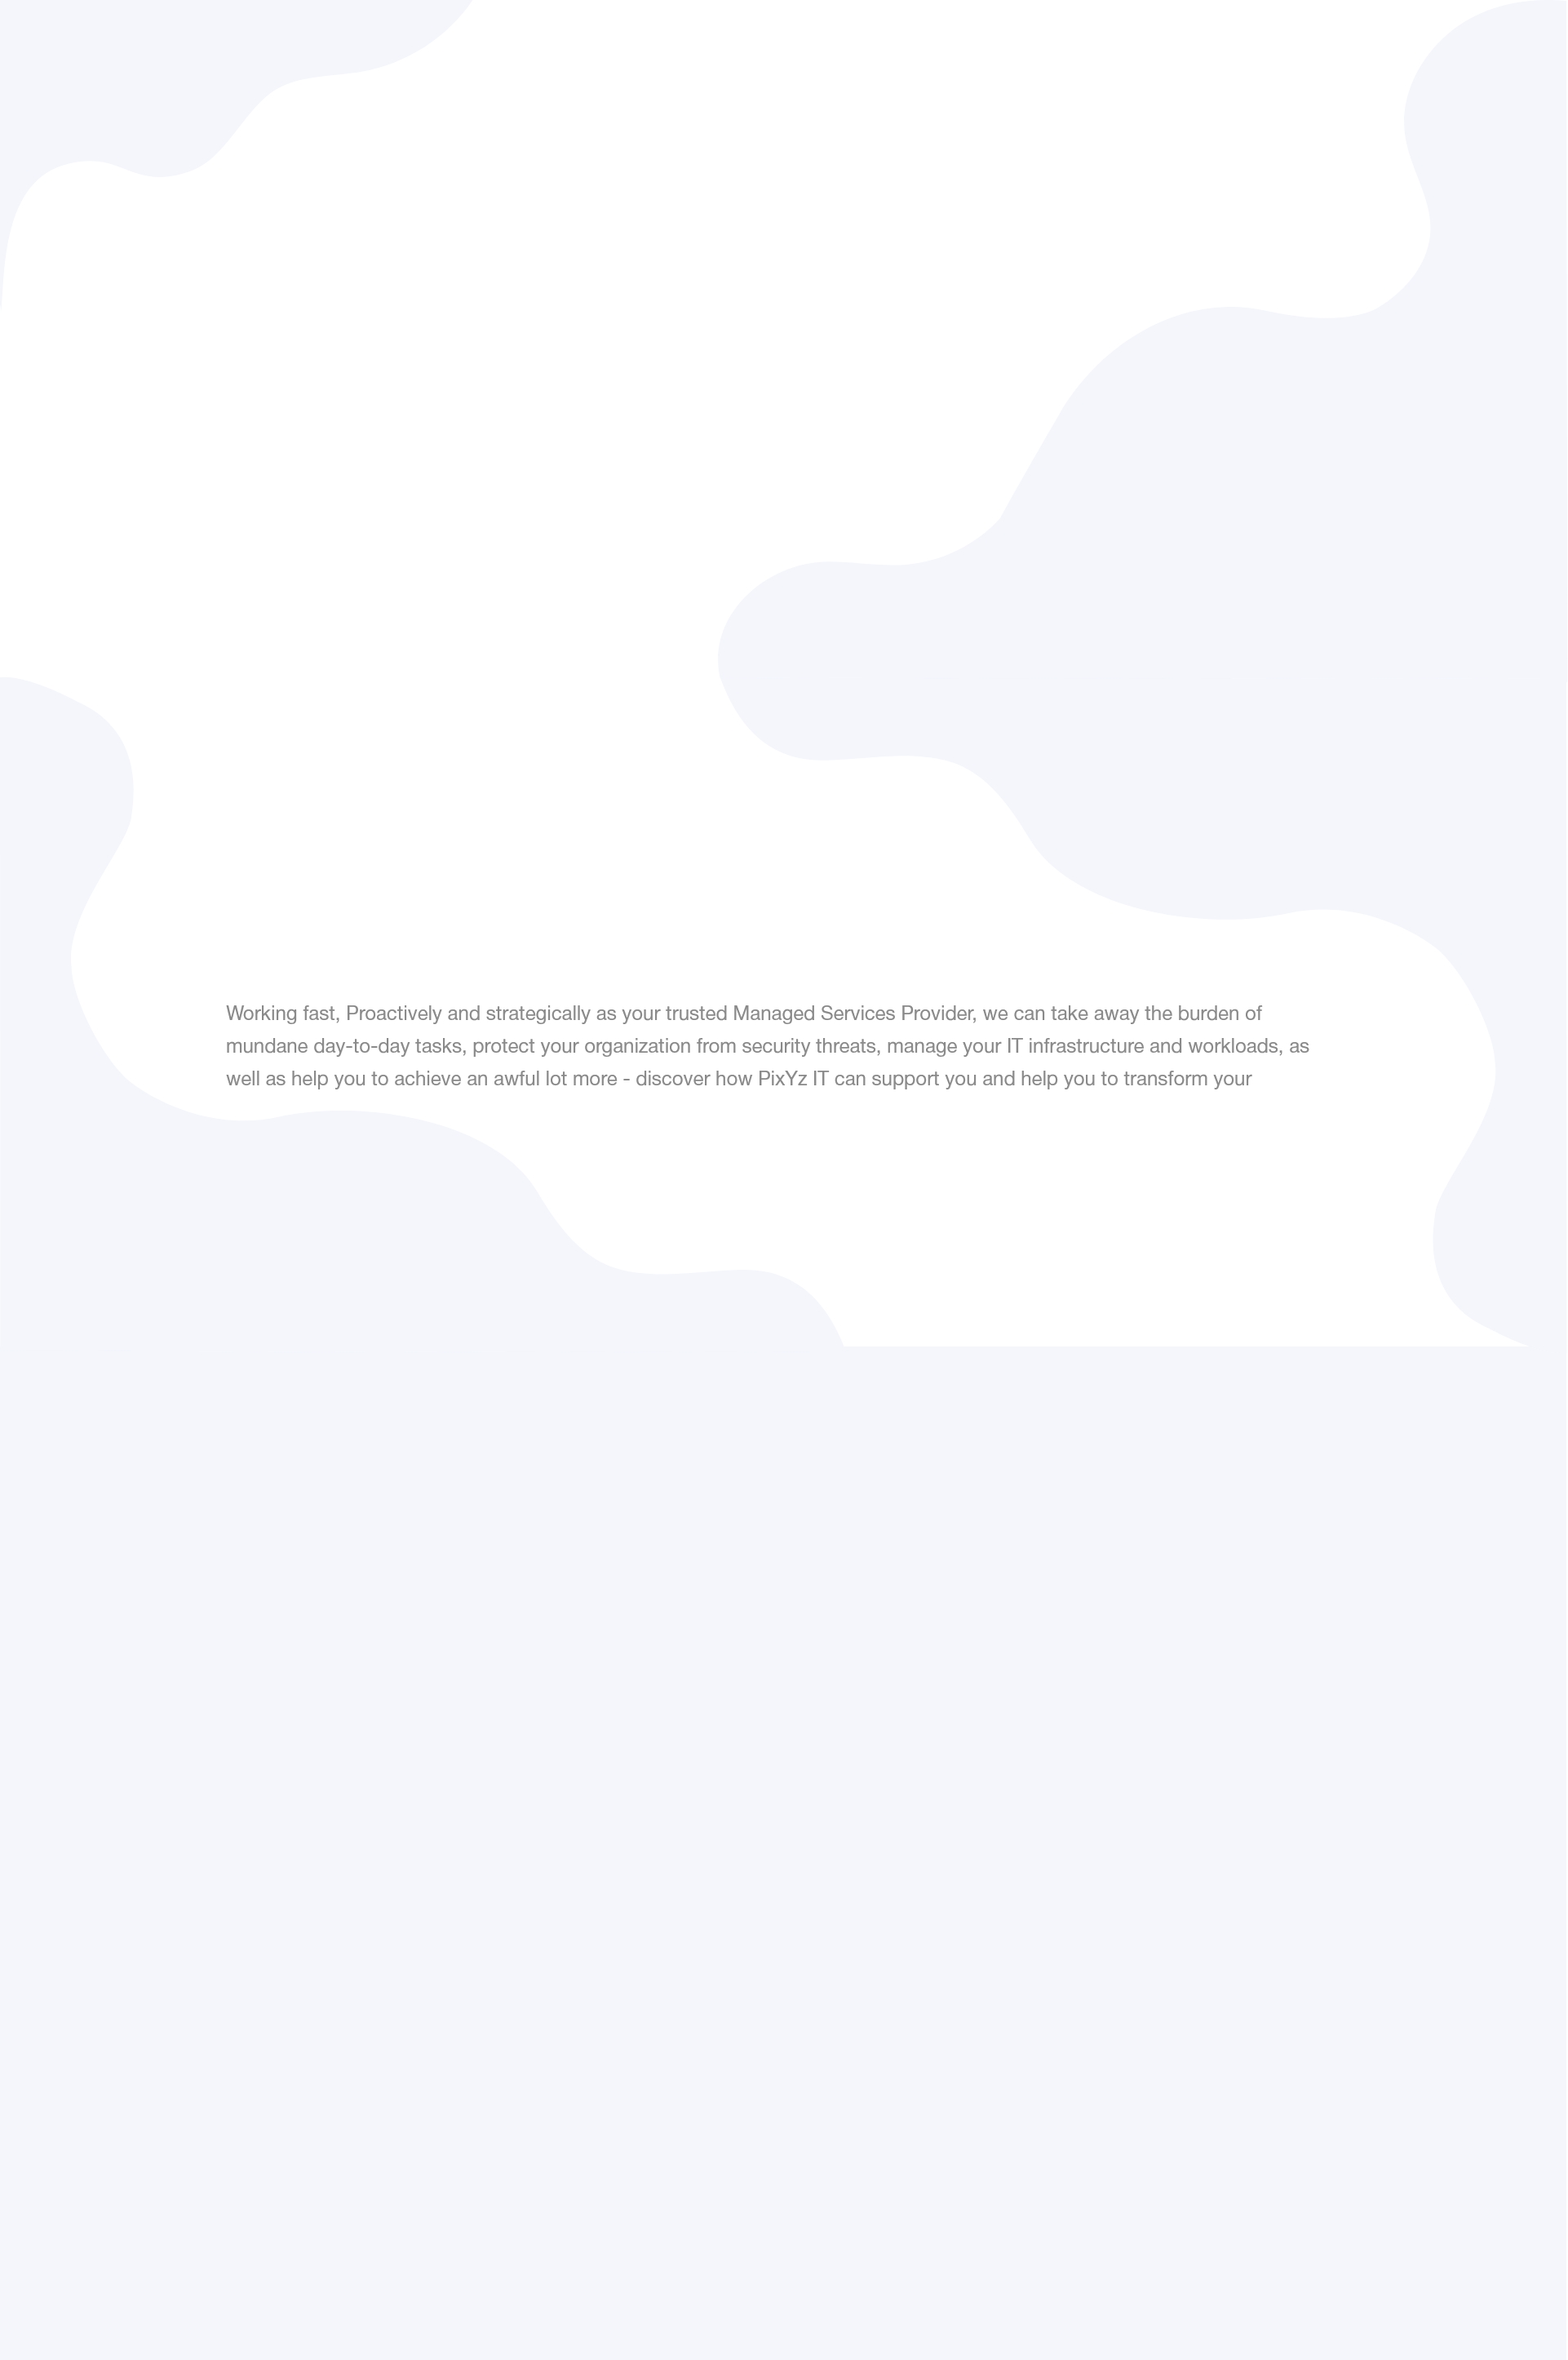 Working fast, Proactively and strategically as your trusted Managed Services Provider, we can take away the burden of
mundane day-to-day tasks, protect your organization from security threats, manage your IT infrastructure and workloads, as
well as help you to achieve an awful lot more - discover how PixYz IT can support you and help you to transform your